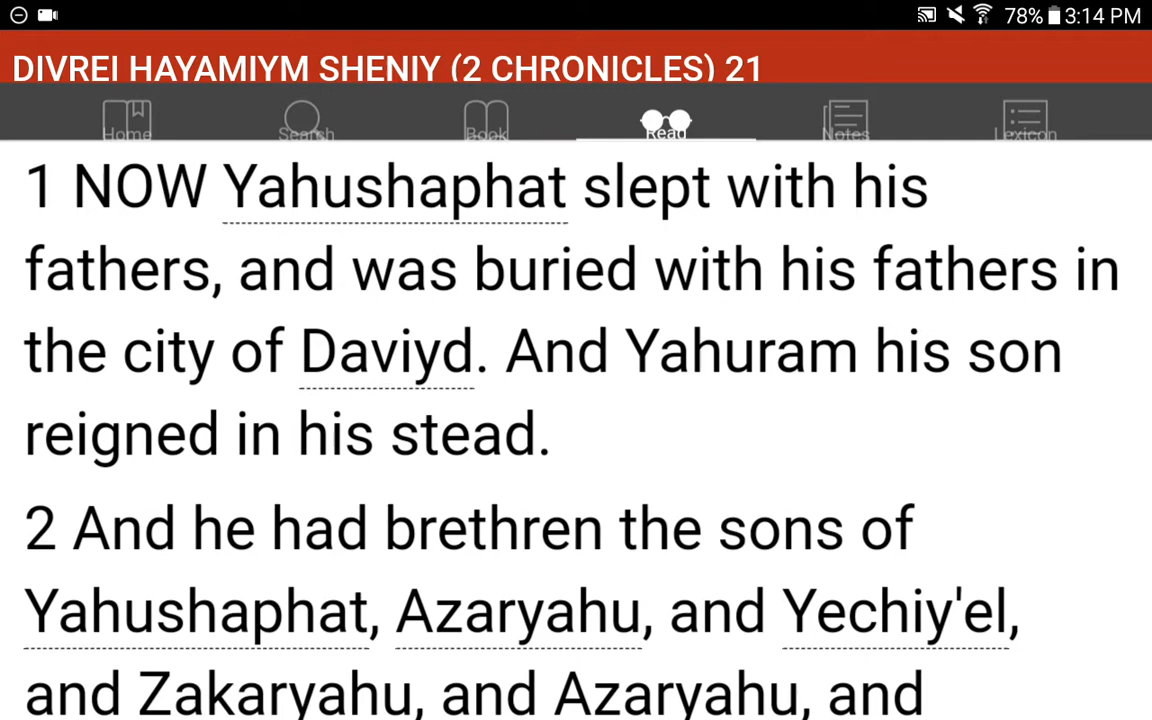 78% 3:14 PM
DIVREI HAYAMIYM SHENIY (2 CHRONICLES) 21
Home Search Book Read Notes Lexicon
1 NOW Yahushaphat slept with his
fathers, and was buried with his fathers in
the city of Daviyd. And Yahuram his son
reigned in his stead.
2 And he had brethren the sons of
Yahushaphat, Azaryahu, and Yechiy'el,
and Zakaryahu, and Azaryahu, and